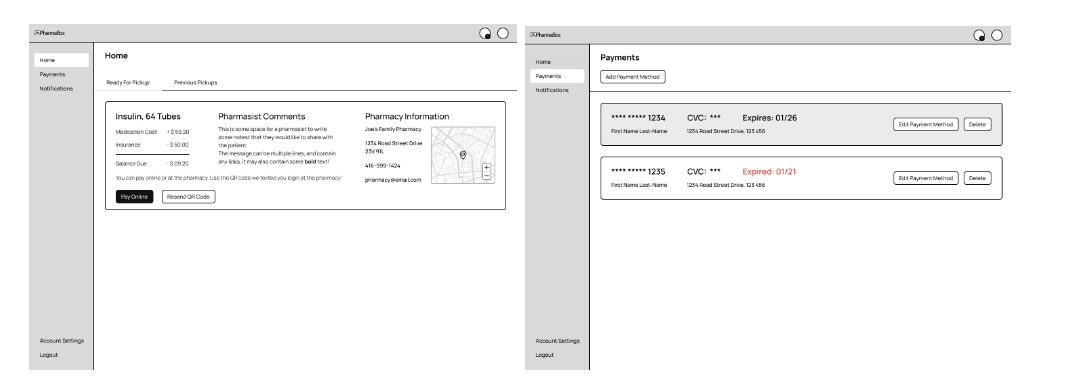 PharmaBox
Home
Payments
Notifications
Account Settings
Logout
Home
Ready For Pickup
Previous Pickups
Insulin, 64 Tubes
Medication Cost: + $ 59.20
Insurance - $ 50.00
Balance Due - $ 09.20
Pharmasist Comments
This is some space for a pharmasist to write
some notest that they would like to share with
the patient
The message can be multiple lines, and contain
any links. it may also contain some bold text!
Pharmacy Information
Joe's Family Pharmacy
1234 Road Street Drive
23V 91L
416-999-1424
pharmacy@email.com
You can pay online or at the pharmacy. Use the QR code we texted you login at the pharmacy!
Pay Online
Resend QR Code
PharmaBox
Home
Payments
Notifications
Account Settings
Logout
Payments
Add Payment Method
**** ***** 1234 CVC: *** Expires: 01/26
First Name Last-Name 1234 Road Street Drive, 123 456
Edit Payment Method
Delete
**** ***** 1235 CVC: *** Expired: 01/21
First Name Last-Name 1234 Road Street Drive, 123 456
Edit Payment Method
Delete